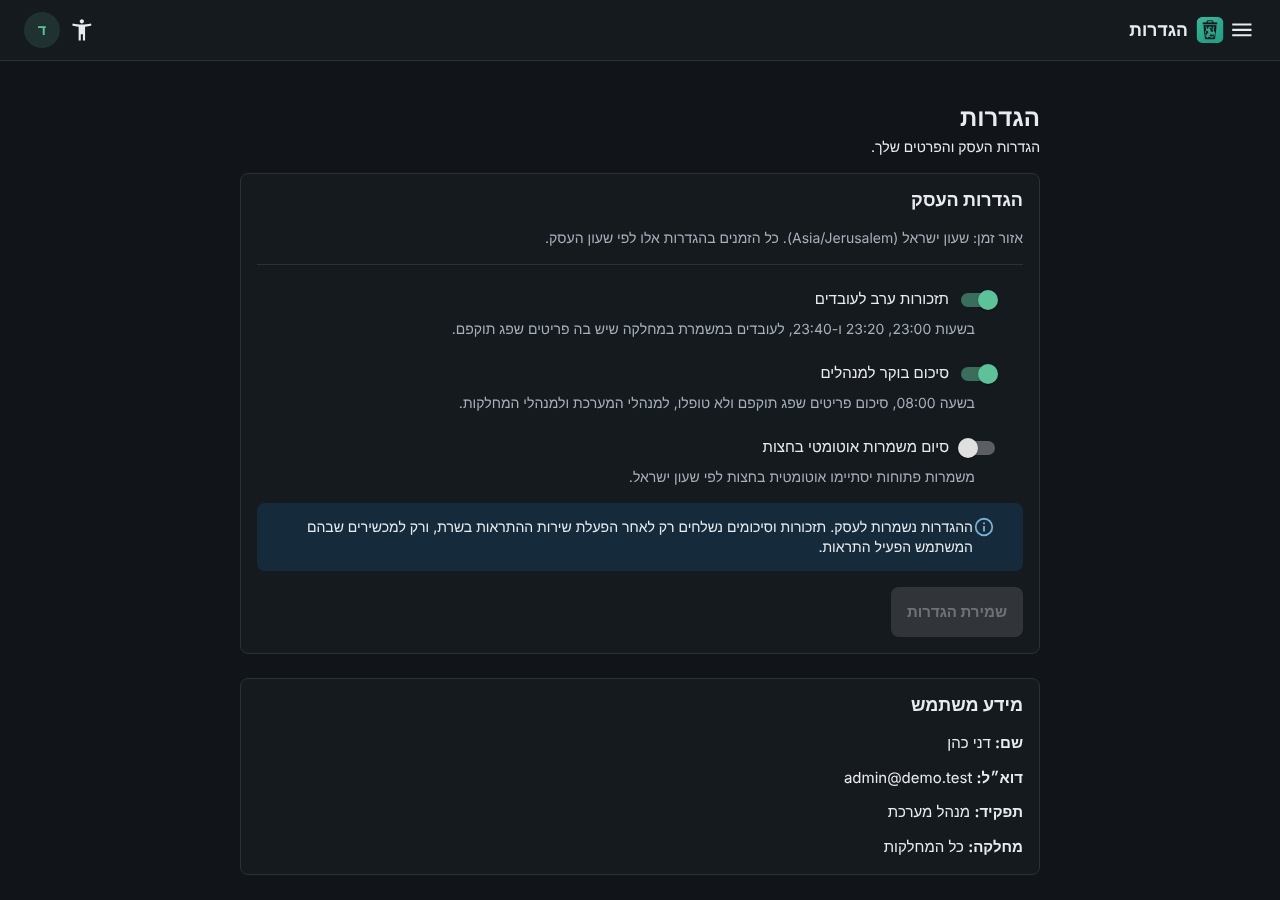 הגדרות
ד
הגדרות
הגדרות העסק והפרטים שלך.
הגדרות העסק
אזור זמן: שעון ישראל (Asia/Jerusalem). כל הזמנים בהגדרות אלו לפי שעון העסק.
תזכורות ערב לעובדים
בשעות 23:00, 23:20 ו-23:40, לעובדים במשמרת במחלקה שיש בה פריטים שפג תוקפם.
סיכום בוקר למנהלים
בשעה 08:00, סיכום פריטים שפג תוקפם ולא טופלו, למנהלי המערכת ולמנהלי המחלקות.
סיום משמרות אוטומטי בחצות
משמרות פתוחות יסתיימו אוטומטית בחצות לפי שעון ישראל.
ההגדרות נשמרות לעסק. תזכורות וסיכומים נשלחים רק לאחר הפעלת שירות ההתראות בשרת, ורק למכשירים שבהם
המשתמש הפעיל התראות.
שמירת הגדרות
מידע משתמש
שם: דני כהן
דוא״ל: admin@demo.test
תפקיד: מנהל מערכת
מחלקה: כל המחלקות